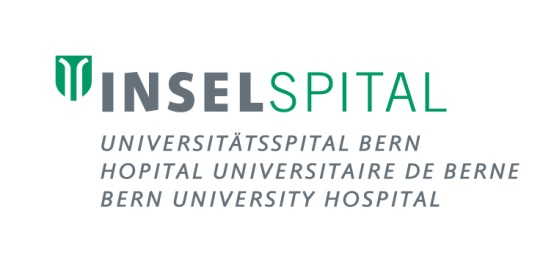 INSELSPITAL
UNIVERSITÄTSSPITAL BERN
HOPITAL UNIVERSITAIRE DE BERNE
BERN UNIVERSITY HOSPITAL